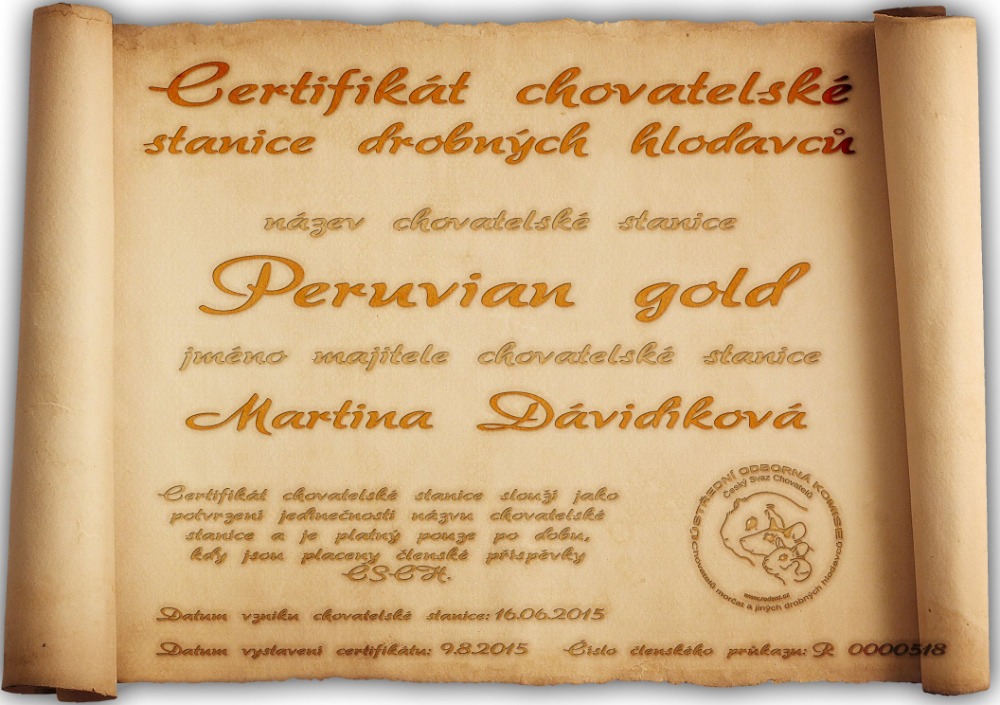 Certifikát chovatelské
stanice drobných hlodavců
název chovatelské stanice
Peruvian gold
jméno majitele chovatelské stanice
Martina Dávidíková
Certifikát chovatelské stanice slouží jako
potvrzení jedinečnosti názvu chovatelské
stanice a je platný pouze po dobu,
kdy jsou placeny členské příspěvky
ČSCH.
ÚSTŘEDNÍ ODBORNÁ KOMISE
Český Svaz Chovatelů
chovatelů morčat a jiných drobných hlodavců
Datum vzniku chovatelské stanice: 16.06.2015
Datum vystavení certifikátu: 9.8.2015 Číslo členského průkazu: R 0000518